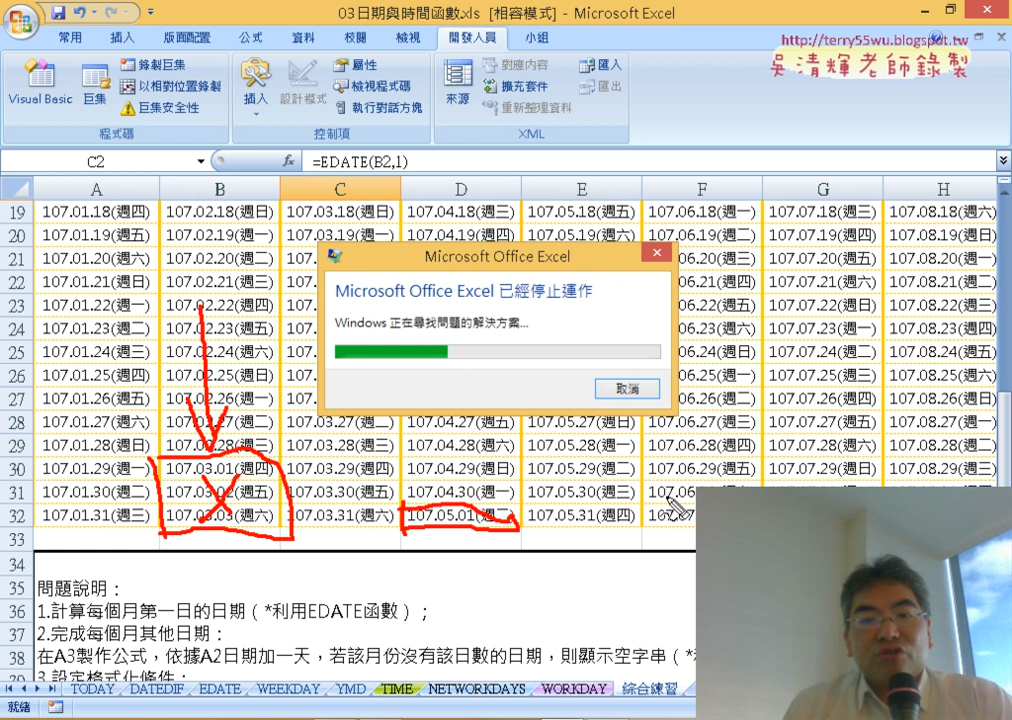 03日期與時間函數.xls [相容模式] - Microsoft Excel
常用 插入 版面配置 公式 資料 校閱 檢視 開發人員 小組
http://terry55wu.blogspot.tw
吳清輝老師錄製
Visual Basic 巨集 錄製巨集 以相對位置錄製 巨集安全性
插入 設計模式 屬性 檢視程式碼 執行對話方塊
來源 對應內容 擴充套件 重新整理資料 匯入 匯出
程式碼 控制項 XML
C2 fx =EDATE(B2,1)
A B C D E F G H
19 107.01.18(週四) 107.02.18(週日) 107.03.18(週日) 107.04.18(週三) 107.05.18(週五) 107.06.18(週一) 107.07.18(週三) 107.08.18(週六)
20 107.01.19(週五) 107.02.19(週一) 107.03.19(週一) 107.04.19(週四) 107.05.19(週六) 107.06.19(週二) 107.07.19(週四) 107.08.19(週日)
21 107.01.20(週六) 107.02.20(週二) 107. 06.20(週三) 107.07.20(週五) 107.08.20(週一)
22 107.01.21(週日) 107.02.21(週三) 107. 06.21(週四) 107.07.21(週六) 107.08.21(週二)
23 107.01.22(週一) 107.02.22(週四) 107. 06.22(週五) 107.07.22(週日) 107.08.22(週三)
24 107.01.23(週二) 107.02.23(週五) 107. 06.23(週六) 107.07.23(週一) 107.08.23(週四)
25 107.01.24(週三) 107.02.24(週六) 107. 06.24(週日) 107.07.24(週二) 107.08.24(週五)
26 107.01.25(週四) 107.02.25(週日) 107. 06.25(週一) 107.07.25(週三) 107.08.25(週六)
27 107.01.26(週五) 107.02.26(週一) 107. 06.26(週二) 107.07.26(週四) 107.08.26(週日)
28 107.01.27(週六) 107.02.27(週二) 107.03.27(週二) 107.04.27(週五) 107.05.27(週日) 107.06.27(週三) 107.07.27(週五) 107.08.27(週一)
29 107.01.28(週日) 107.02.28(週三) 107.03.28(週三) 107.04.28(週六) 107.05.28(週一) 107.06.28(週四) 107.07.28(週六) 107.08.28(週二)
30 107.01.29(週一) 107.03.01(週四) 107.03.29(週四) 107.04.29(週日) 107.05.29(週二) 107.06.29(週五) 107.07.29(週日) 107.08.29(週三)
31 107.01.30(週二) 107.03.02(週五) 107.03.30(週五) 107.04.30(週一) 107.05.30(週三) 107.06
32 107.01.31(週三) 107.03.03(週六) 107.03.31(週六) 107.05.01(週二) 107.05.31(週四)
33
34
35 問題說明：
36 1.計算每個月第一日的日期（*利用EDATE函數）；
37 2.完成每個月其他日期：
38 在A3製作公式，依據A2日期加一天，若該月份沒有該日數的日期，則顯示空字串（*
3.設定格式化條件：
Microsoft Office Excel
Microsoft Office Excel 已經停止運作
Windows 正在尋找問題的解決方案...
取消
TODAY DATEDIF EDATE WEEKDAY YMD TIME NETWORKDAYS WORKDAY 綜合練習
就緒